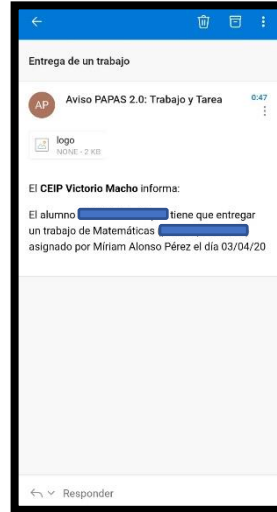 Entrega de un trabajo
AP
Aviso PAPAS 2.0: Trabajo y Tarea
0:47
logo
NONE - 2 KB
El CEIP Victorio Macho informa:
El alumno tiene que entregar
un trabajo de Matemáticas (
asignado por Míriam Alonso Pérez el día 03/04/20
Responder